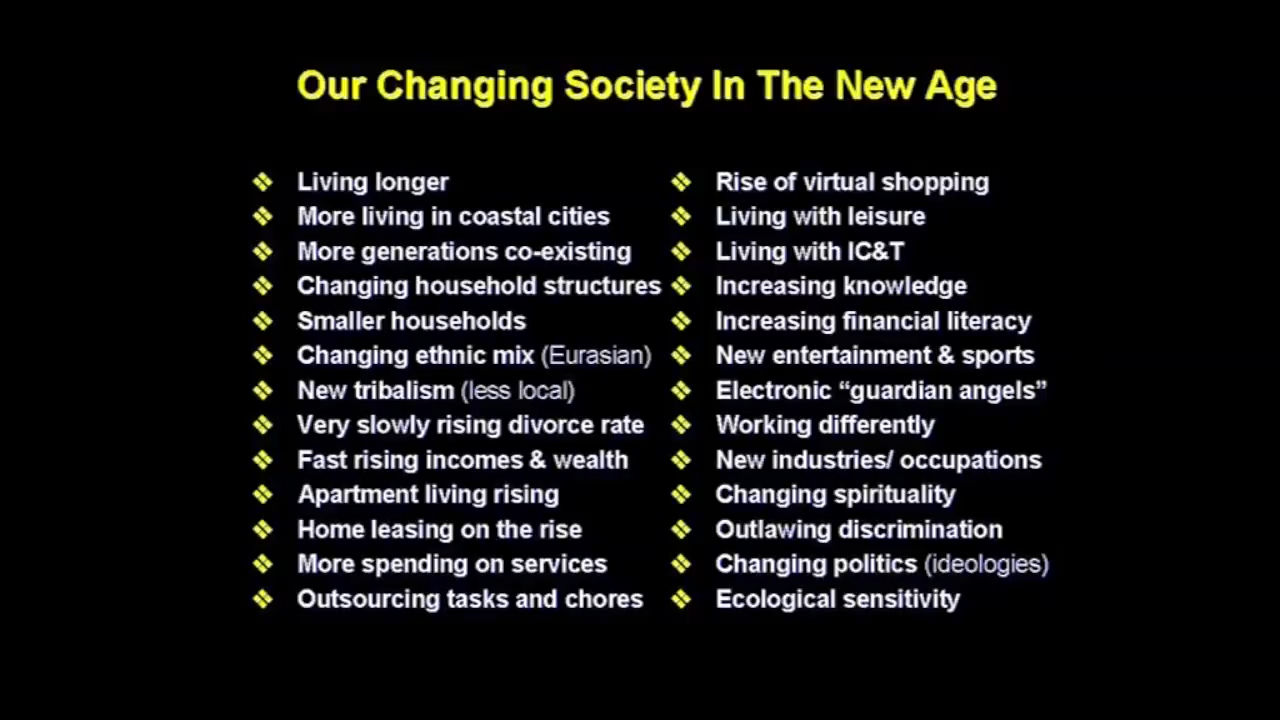 Our Changing Society In The New Age
Living longer
More living in coastal cities
More generations co-existing
Changing household structures
Smaller households
Changing ethnic mix (Eurasian)
New tribalism (less local)
Very slowly rising divorce rate
Fast rising incomes & wealth
Apartment living rising
Home leasing on the rise
More spending on services
Outsourcing tasks and chores
Rise of virtual shopping
Living with leisure
Living with IC&T
Increasing knowledge
Increasing financial literacy
New entertainment & sports
Electronic “guardian angels”
Working differently
New industries/ occupations
Changing spirituality
Outlawing discrimination
Changing politics (ideologies)
Ecological sensitivity